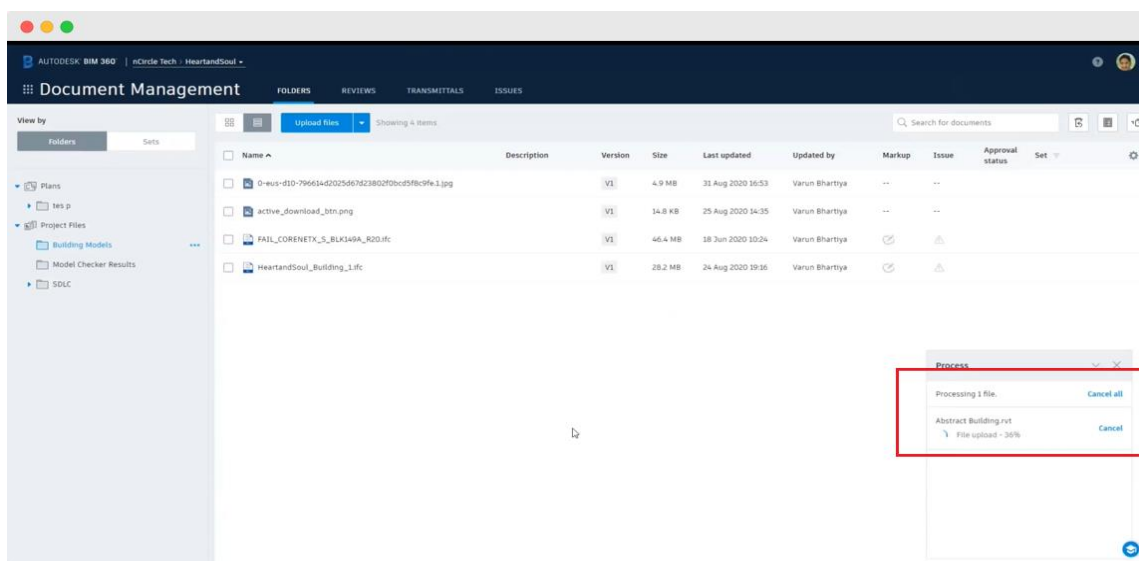 AUTODESK BIM 360 | nCircle Tech › HeartandSoul
Document Management FOLDERS REVIEWS TRANSMITTALS ISSUES
View by
Folders Sets
Plans
tes p
Project Files
Building Models
Model Checker Results
SDLC
Upload files Showing 4 items Search for documents
Name Description Version Size Last updated Updated by Markup Issue Approval status Set
0-eus-d10-796614d2025d67d23802f0bcd5f8c9fe.1.jpg V1 4.9 MB 31 Aug 2020 16:53 Varun Bhartiya -- --
active_download_btn.png V1 14.8 KB 25 Aug 2020 14:35 Varun Bhartiya -- --
FAIL_CORENETX_S_BLK149A_R20.ifc V1 46.4 MB 18 Jun 2020 10:24 Varun Bhartiya
HeartandSoul_Building_1.ifc V1 28.2 MB 24 Aug 2020 19:16 Varun Bhartiya
Process
Processing 1 file. Cancel all
Abstract Building.rvt
File upload - 36% Cancel